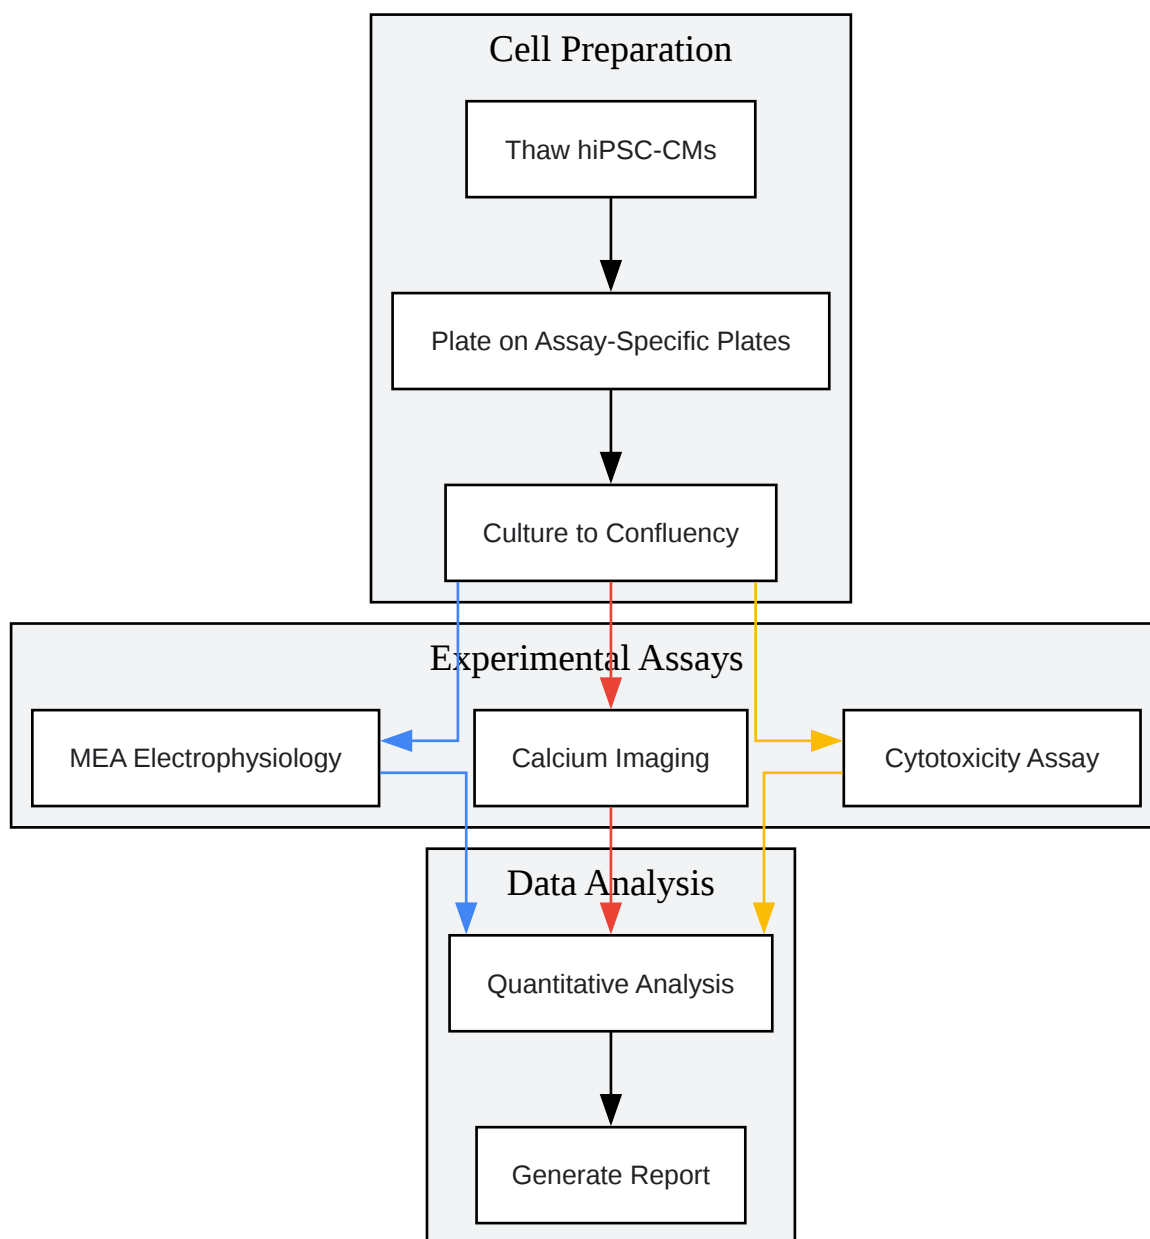 Cell Preparation
Thaw hiPSC-CMs
Plate on Assay-Specific Plates
Culture to Confluency
Experimental Assays
MEA Electrophysiology
Calcium Imaging
Cytotoxicity Assay
Data Analysis
Quantitative Analysis
Generate Report